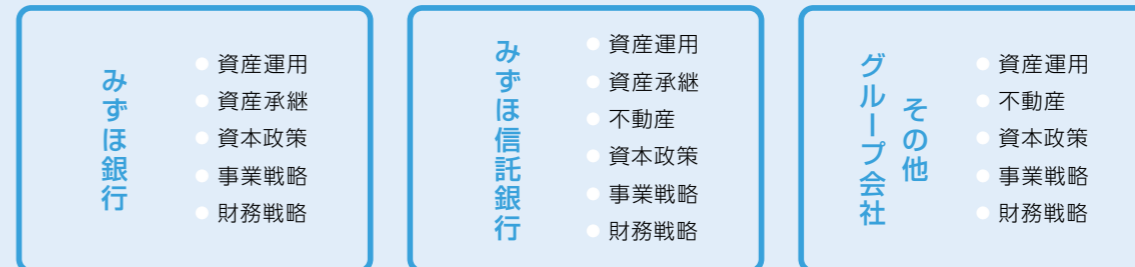 みずほ銀行
資産運用
資産承継
資本政策
事業戦略
財務戦略
みずほ信託銀行
資産運用
資産承継
不動産
資本政策
事業戦略
財務戦略
その他
グループ会社
資産運用
不動産
資本政策
事業戦略
財務戦略